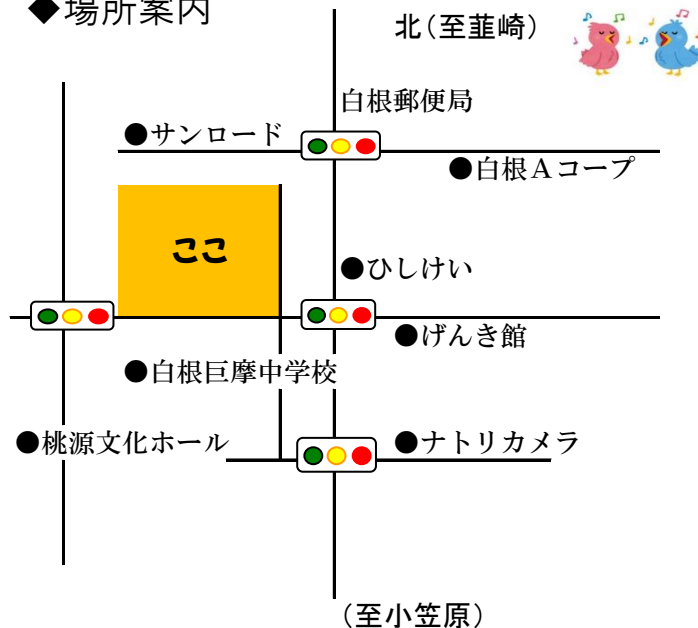 ◆場所案内
北(至韮崎)
白根郵便局
●サンロード
●白根Aコープ
ここ
●ひしけい
●げんき館
●白根巨摩中学校
●桃源文化ホール
●ナトリカメラ
(至小笠原)